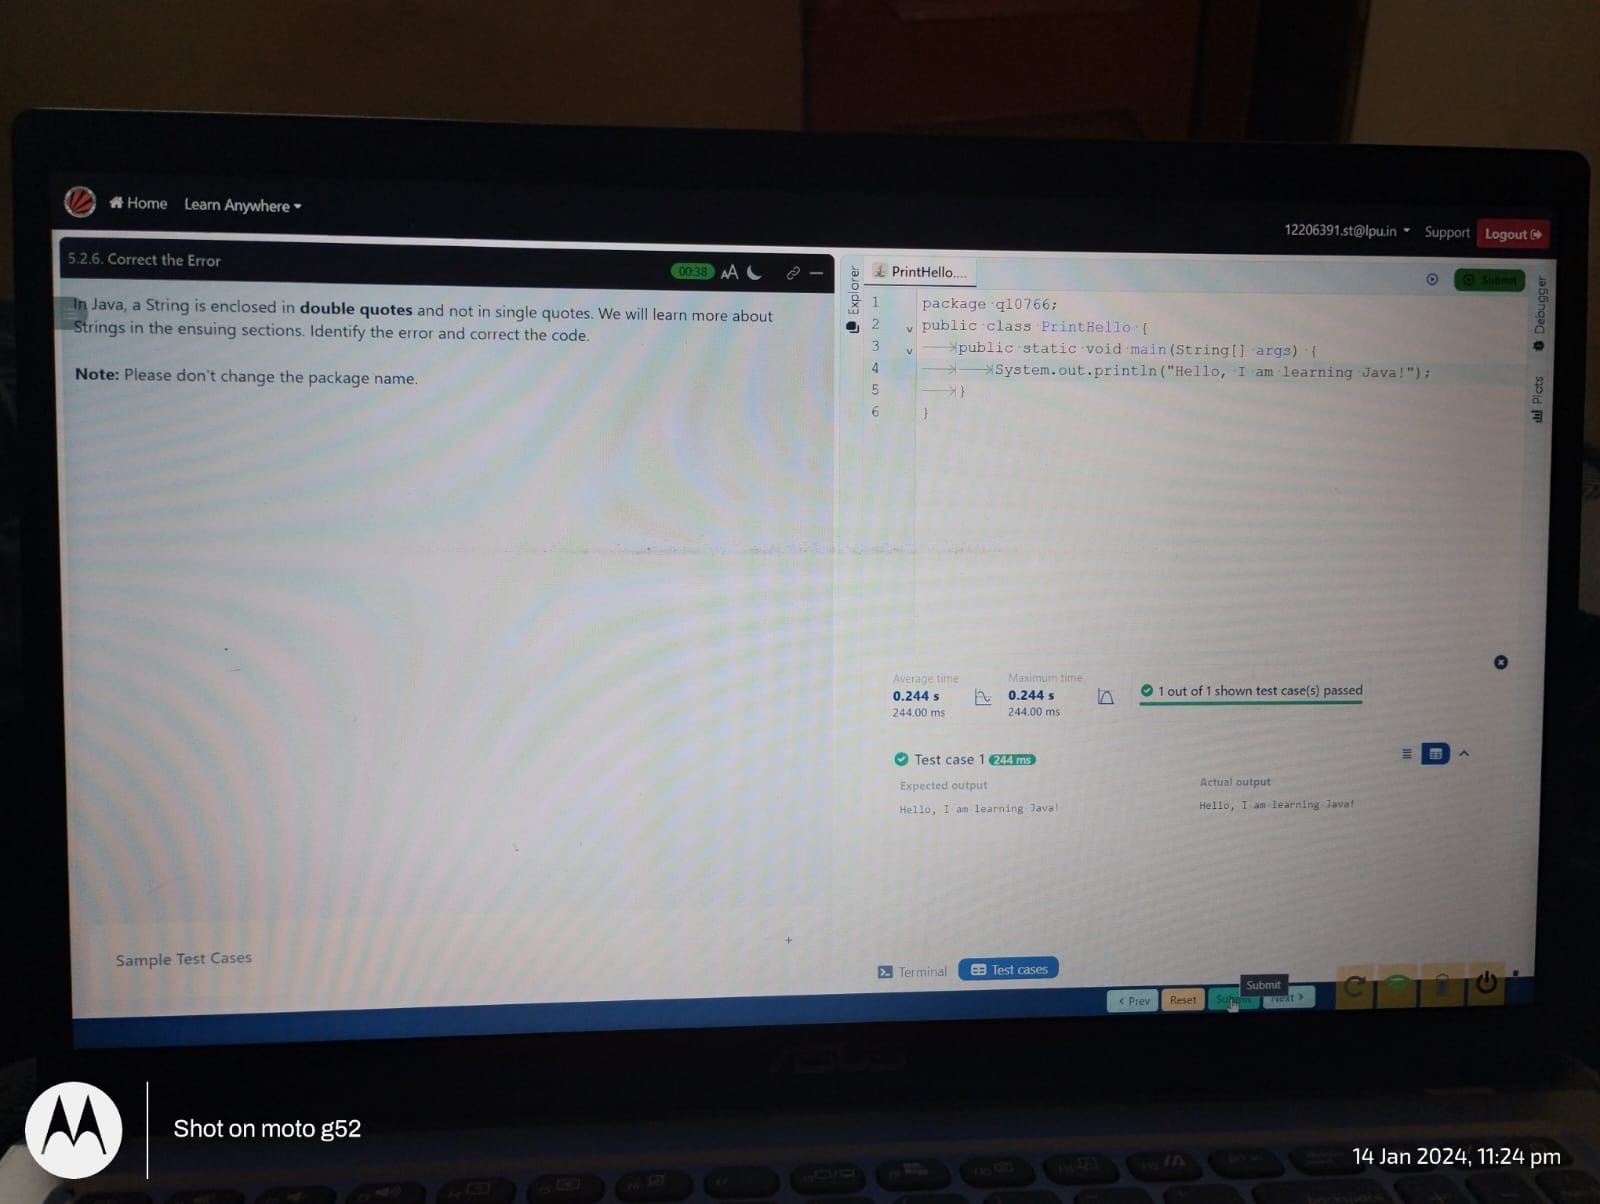 Home Learn Anywhere
12206391.st@lpu.in Support Logout
5.2.6. Correct the Error
00:38
In Java, a String is enclosed in double quotes and not in single quotes. We will learn more about
Strings in the ensuing sections. Identify the error and correct the code.
Note: Please don't change the package name.
Sample Test Cases
Explorer
PrintHello....
Submit
Debugger
Plots
1 package q10766;
2 public class PrintHello {
3 public static void main(String[] args) {
4 System.out.println("Hello, I am learning Java!");
5 }
6 }
Average time
0.244 s
244.00 ms
Maximum time
0.244 s
244.00 ms
1 out of 1 shown test case(s) passed
Test case 1 244 ms
Expected output
Hello, I am learning Java!
Actual output
Hello, I am learning Java!
Terminal Test cases
Submit
< Prev Reset Submit Next >
ASUS
Shot on moto g52
14 Jan 2024, 11:24 pm